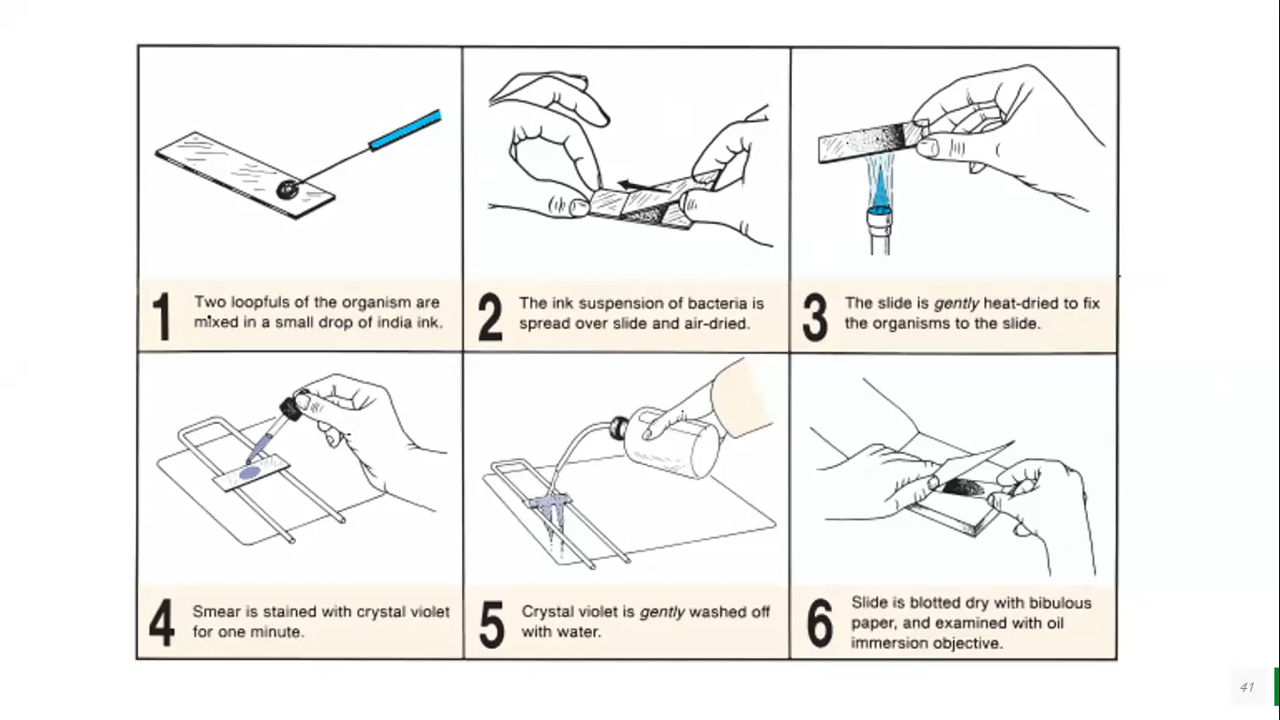 1
Two loopfuls of the organism are
mixed in a small drop of india ink.
2
The ink suspension of bacteria is
spread over slide and air-dried.
3
The slide is gently heat-dried to fix
the organisms to the slide.
4
Smear is stained with crystal violet
for one minute.
5
Crystal violet is gently washed off
with water.
6
Slide is blotted dry with bibulous
paper, and examined with oil
immersion objective.
41